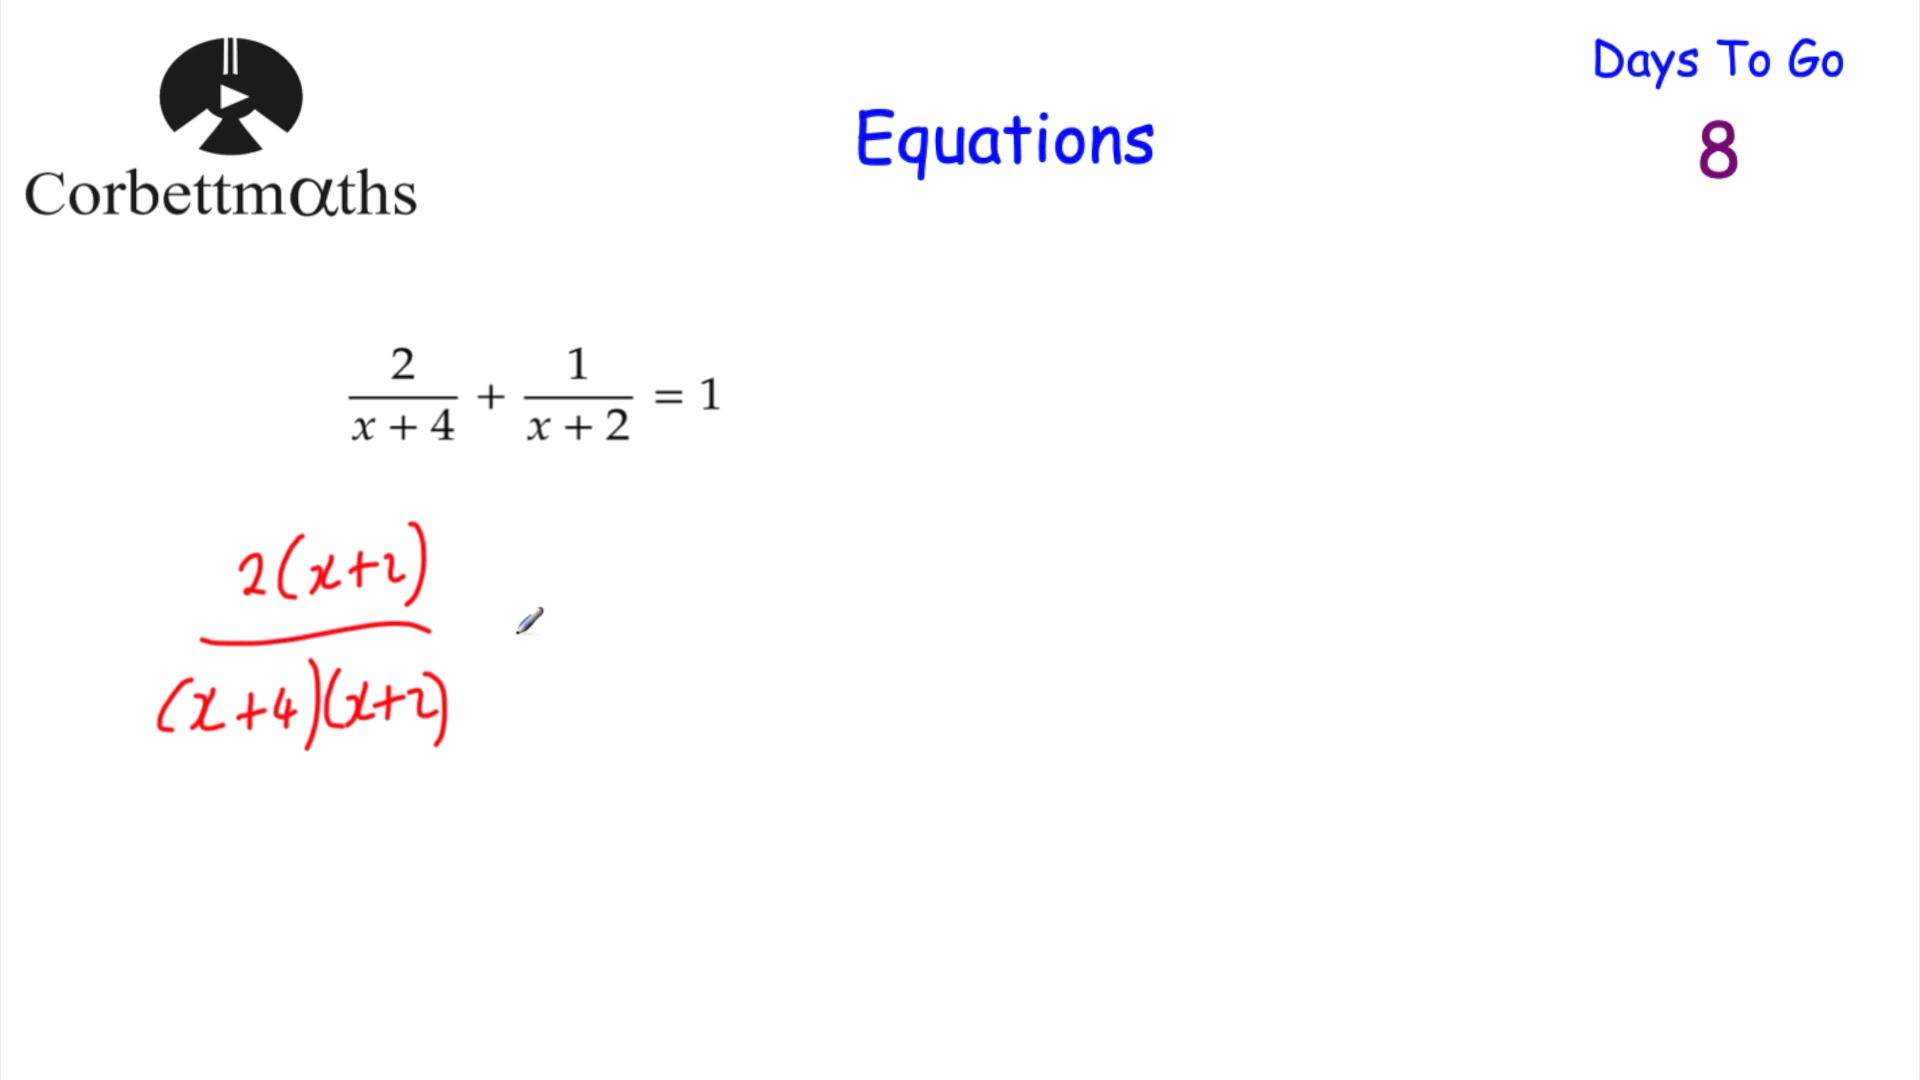 Days To Go
8
Equations
Corbettmαths
2/(x + 4) + 1/(x + 2) = 1
2(x+2)
(x+4)(x+2)